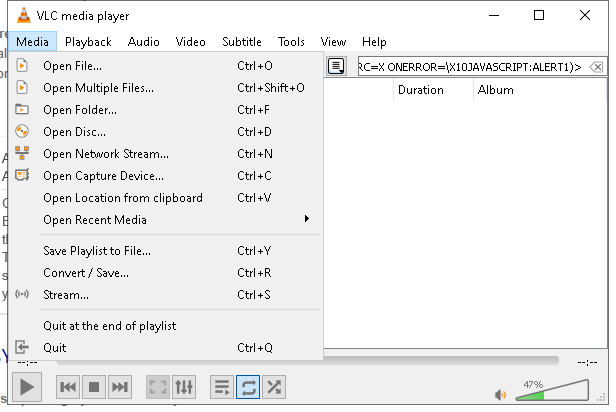 VLC media player
Media Playback Audio Video Subtitle Tools View Help
RC=X ONERROR=\X10JAVASCRIPT:ALERT1)>
Duration Album
Open File... Ctrl+O
Open Multiple Files... Ctrl+Shift+O
Open Folder... Ctrl+F
Open Disc... Ctrl+D
Open Network Stream... Ctrl+N
Open Capture Device... Ctrl+C
Open Location from clipboard Ctrl+V
Open Recent Media
Save Playlist to File... Ctrl+Y
Convert / Save... Ctrl+R
Stream... Ctrl+S
Quit at the end of playlist
Quit Ctrl+Q
--:-- --:--
47%